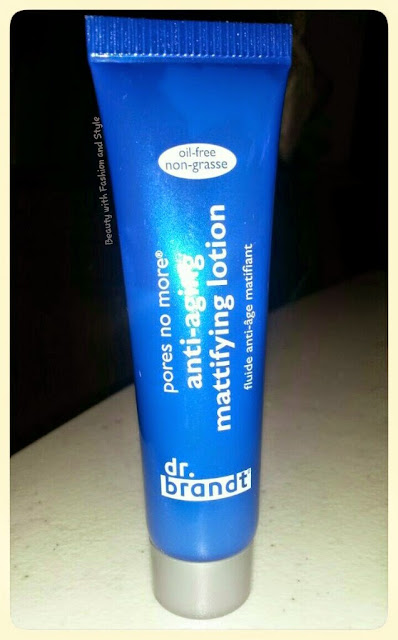 oil-free
non-grasse
pores no more®
anti-aging
mattifying lotion
fluide anti-âge matifiant
dr.
brandt
Beauty with Fashion and Style